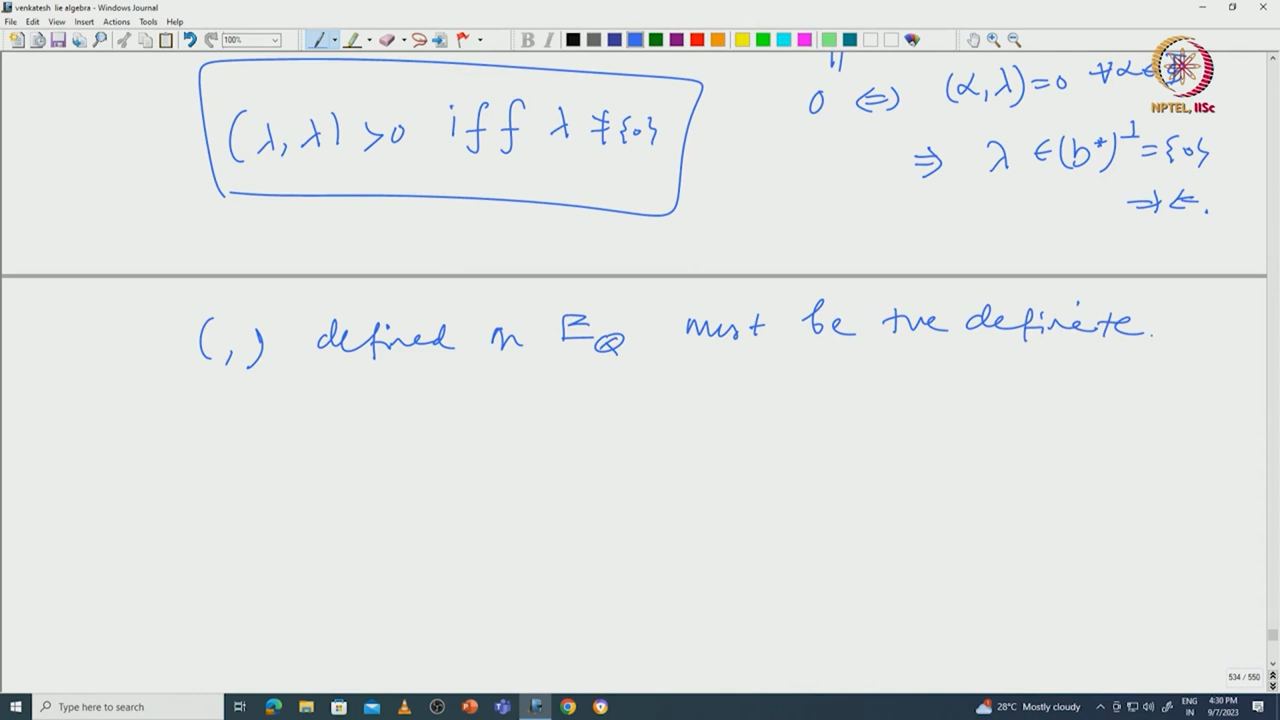 venkatesh lie algebra - Windows Journal
File Edit View Insert Actions Tools Help
100%
B I
NPTEL, IISc
(λ, λ) > 0 iff λ ≠ {0}
0 ⇔ (α, λ) = 0 ∀ α ∈
⇒ λ ∈ (b*)^⊥ = {0}
⇒⇐.
(,) defined on E_Q must be +ve definite.
534 / 550
Type here to search
28°C Mostly cloudy
ENG
IN
4:30 PM
9/7/2023